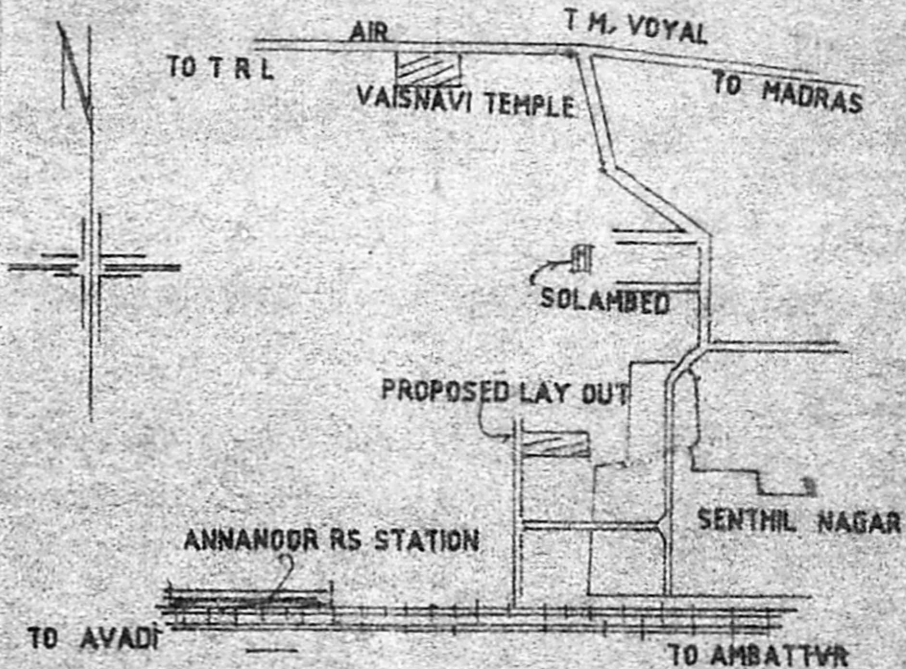 T M, VOYAL
AIR
TO T R L
TO MADRAS
VAISNAVI TEMPLE
SOLAMBED
PROPOSED LAY OUT
SENTHIL NAGAR
ANNANOOR RS STATION
TO AVADI
TO AMBATTVR